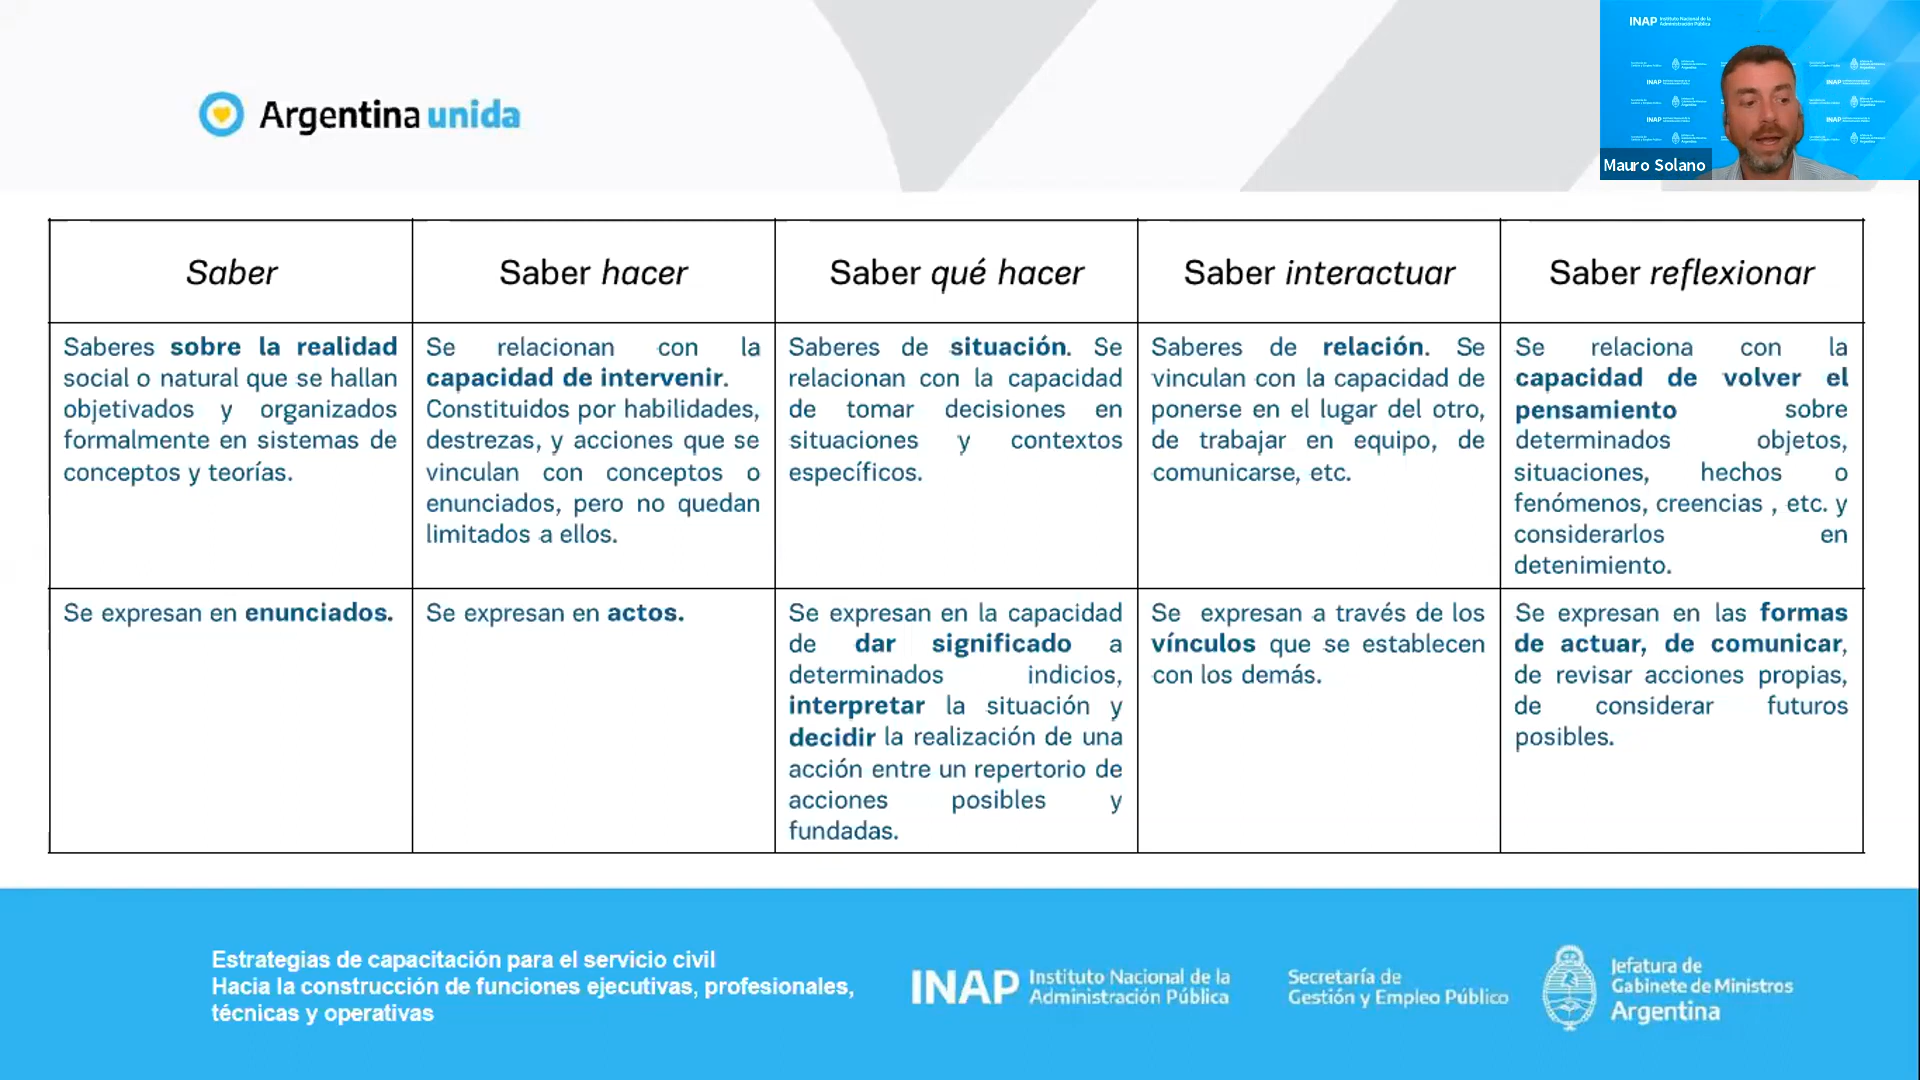 Argentina unida
INAP Instituto Nacional de la
Administración Pública
INAP
INAP
INAP
INAP
Mauro Solano
Saber
Saber hacer
Saber qué hacer
Saber interactuar
Saber reflexionar
Saberes sobre la realidad
social o natural que se hallan
objetivados y organizados
formalmente en sistemas de
conceptos y teorías.
Se relacionan con la
capacidad de intervenir.
Constituidos por habilidades,
destrezas, y acciones que se
vinculan con conceptos o
enunciados, pero no quedan
limitados a ellos.
Saberes de situación. Se
relacionan con la capacidad
de tomar decisiones en
situaciones y contextos
específicos.
Saberes de relación. Se
vinculan con la capacidad de
ponerse en el lugar del otro,
de trabajar en equipo, de
comunicarse, etc.
Se relaciona con la
capacidad de volver el
pensamiento sobre
determinados objetos,
situaciones, hechos o
fenómenos, creencias , etc. y
considerarlos en
detenimiento.
Se expresan en enunciados.
Se expresan en actos.
Se expresan en la capacidad
de dar significado a
determinados indicios,
interpretar la situación y
decidir la realización de una
acción entre un repertorio de
acciones posibles y
fundadas.
Se expresan a través de los
vínculos que se establecen
con los demás.
Se expresan en las formas
de actuar, de comunicar,
de revisar acciones propias,
de considerar futuros
posibles.
Estrategias de capacitación para el servicio civil
Hacia la construcción de funciones ejecutivas, profesionales,
técnicas y operativas
INAP Instituto Nacional de la
Administración Pública
Secretaría de
Gestión y Empleo Público
Jefatura de
Gabinete de Ministros
Argentina